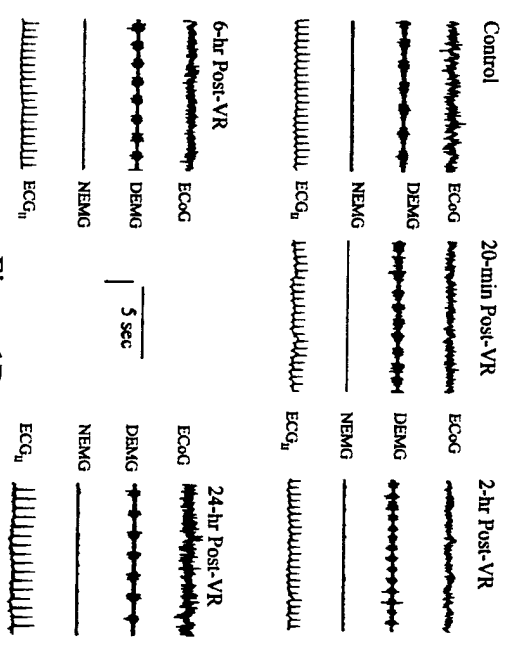 Control
20-min Post-VR
2-hr Post-VR
ECoG
ECoG
DEMG
DEMG
NEMG
NEMG
ECG_II
ECG_II
6-hr Post-VR
24-hr Post-VR
ECoG
ECoG
DEMG
5 sec
DEMG
NEMG
NEMG
ECG_II
ECG_II